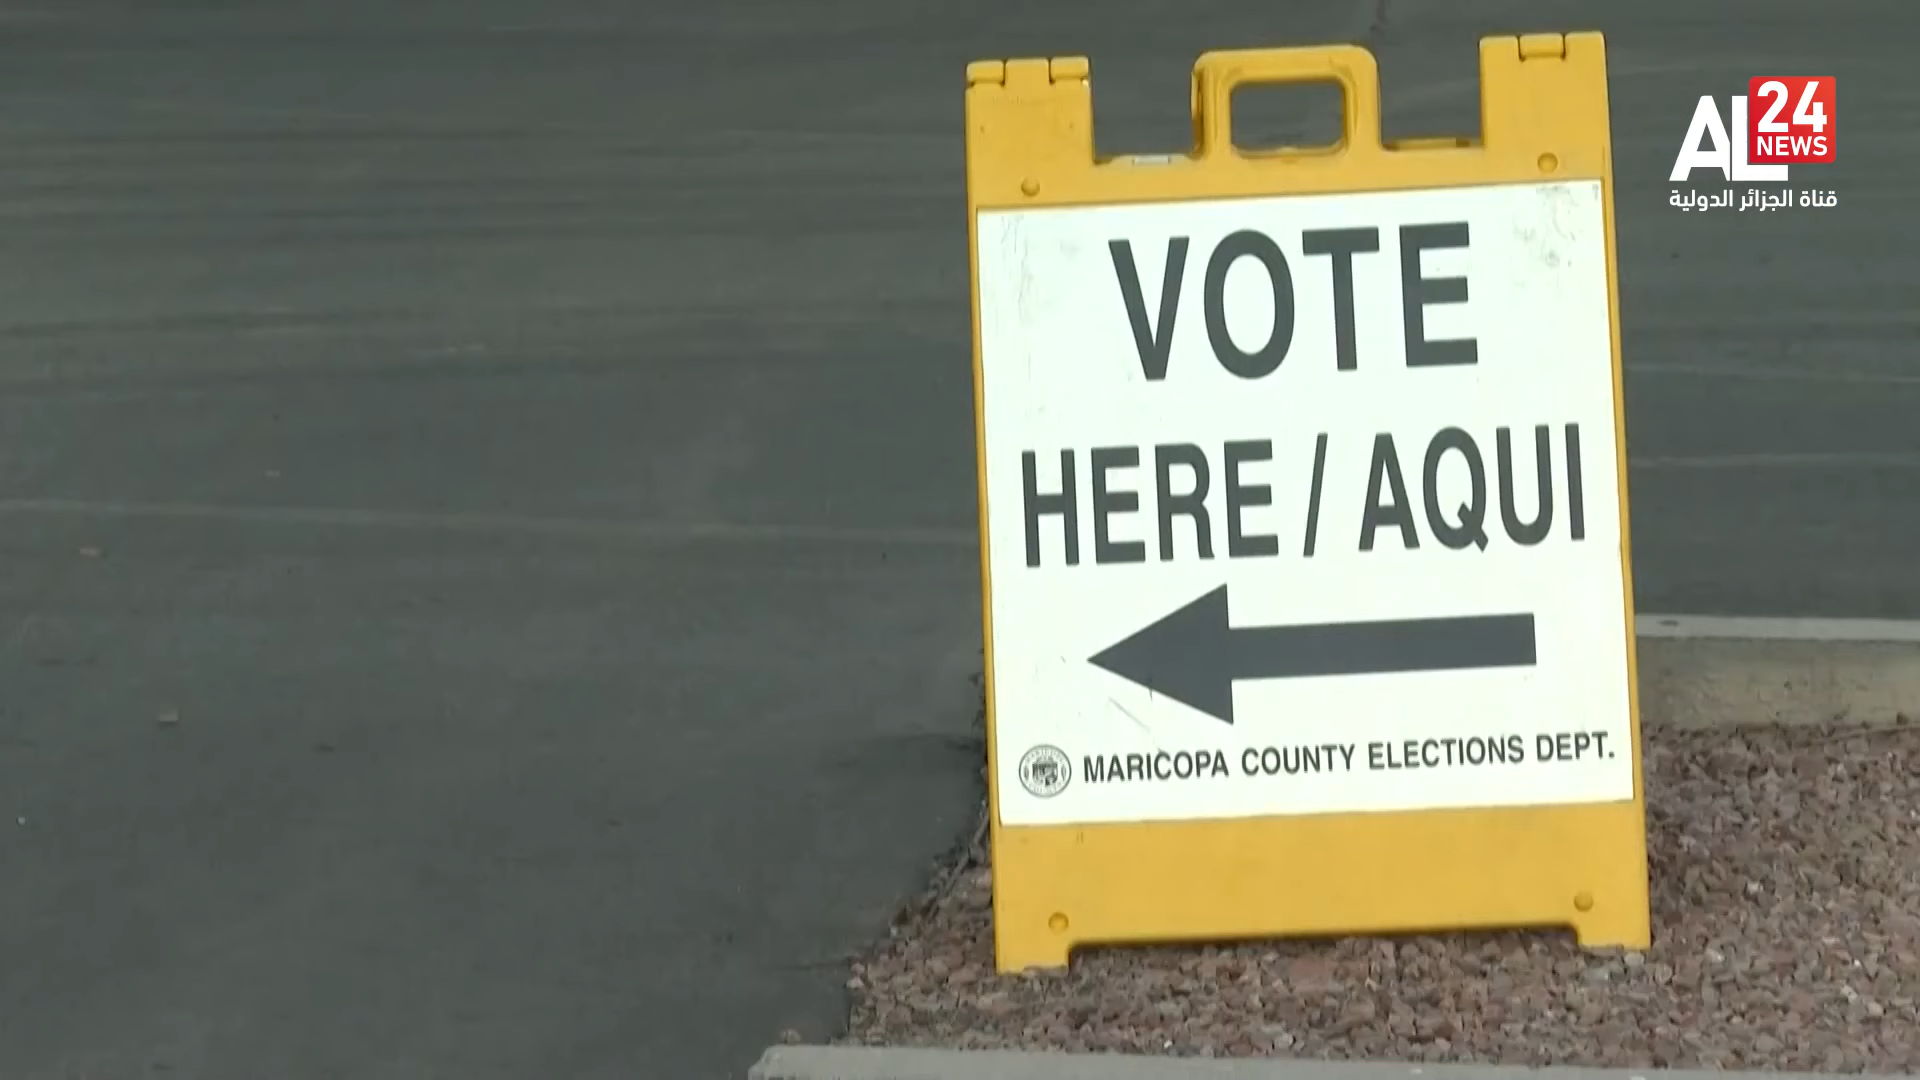 AL 24
NEWS
قناة الجزائر الدولية
VOTE
HERE / AQUI
MARICOPA COUNTY ELECTIONS DEPT.